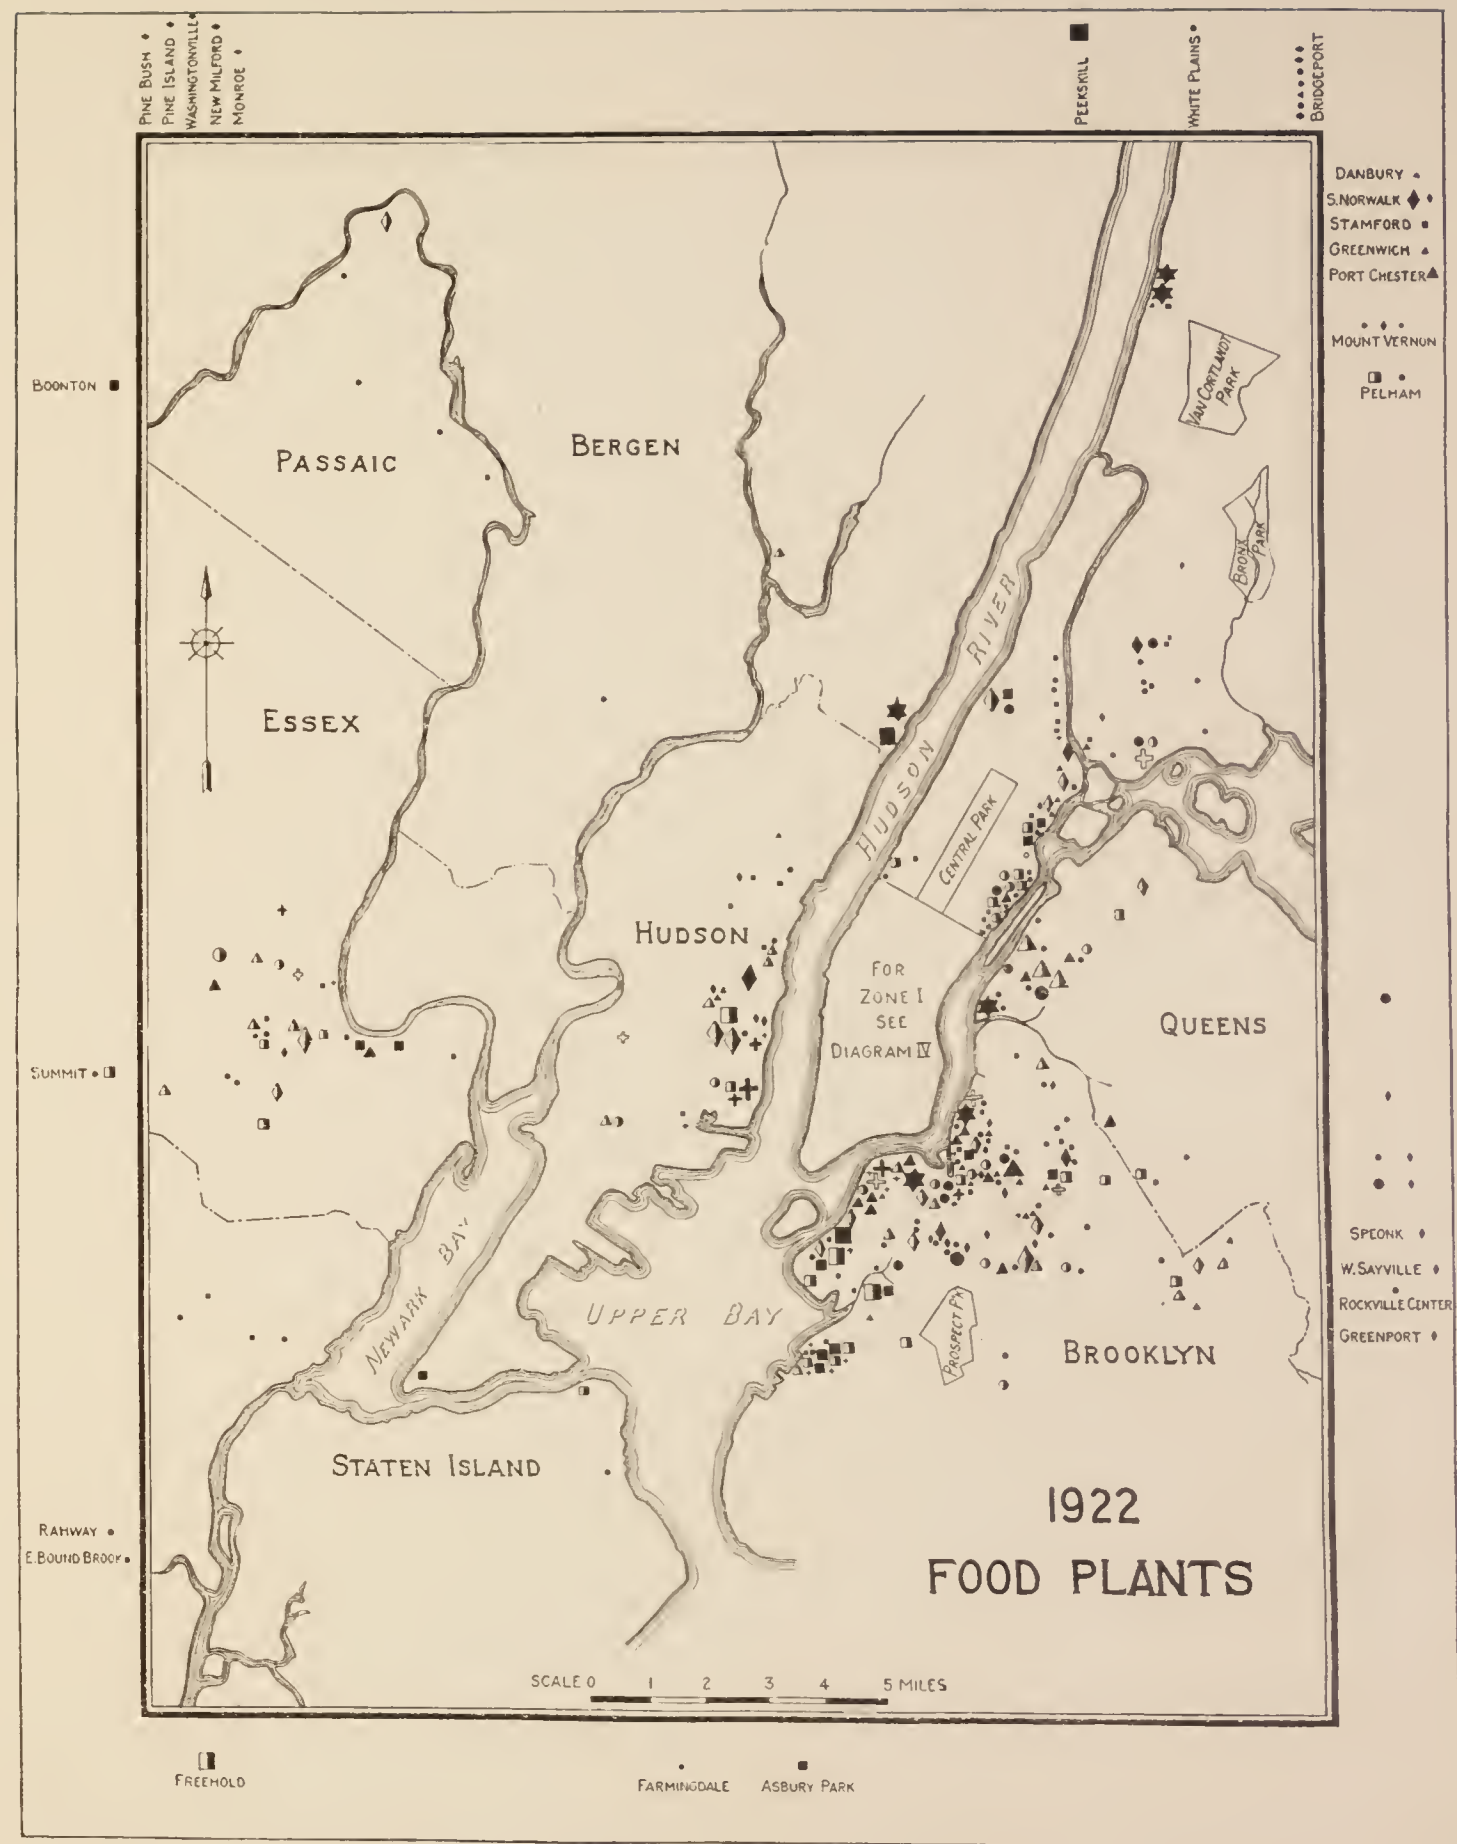 PINE BUSH
PINE ISLAND
WASHINGTONVILLE
NEW MILFORD
MONROE
PEEKSKILL
WHITE PLAINS
BRIDGEPORT
DANBURY
S. NORWALK
STAMFORD
GREENWICH
PORT CHESTER
MOUNT VERNON
PELHAM
BOONTON
VAN CORTLANDT
PARK
PASSAIC
BERGEN
BRONX
PARK
HUDSON RIVER
ESSEX
CENTRAL PARK
HUDSON
FOR
ZONE I
SEE
DIAGRAM IV
QUEENS
SUMMIT
NEWARK BAY
UPPER BAY
PROSPECT PK
BROOKLYN
SPEONK
W. SAYVILLE
ROCKVILLE CENTER
GREENPORT
STATEN ISLAND
1922
FOOD PLANTS
RAHWAY
E. BOUND BROOK
SCALE 0 1 2 3 4 5 MILES
FREEHOLD
FARMINGDALE
ASBURY PARK